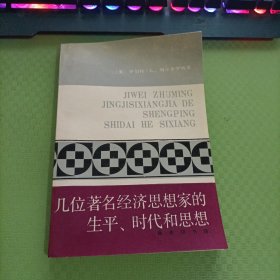 JIWEI ZHUMING
JINGJISIXIANGJIA DE
SHENGPING
SHIDAI HE SIXIANG
几位著名经济思想家的
生平、时代和思想